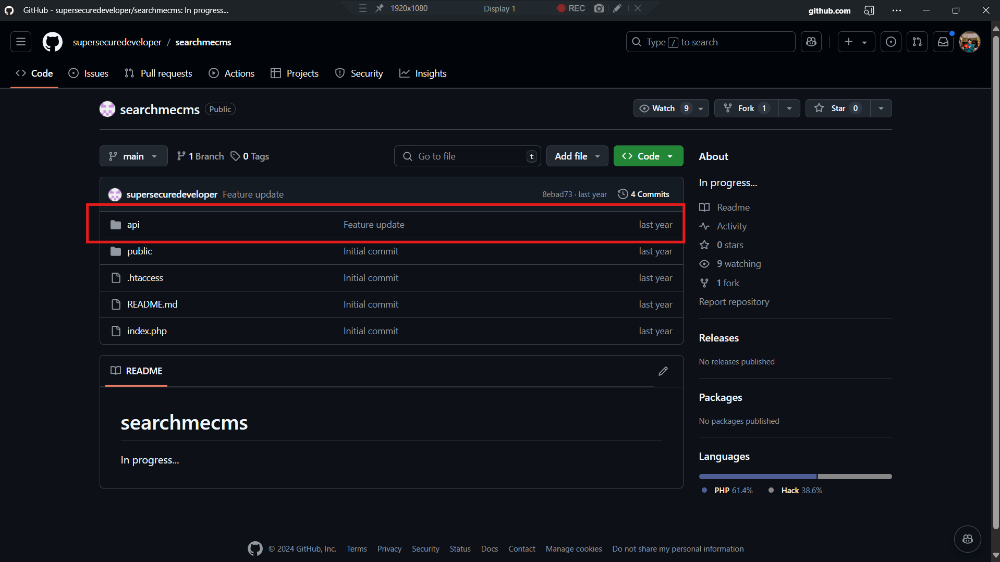 GitHub - supersecuredeveloper/searchmecms: In progress...
1920x1080 Display 1 REC
github.com
supersecuredeveloper / searchmecms
Type / to search
Code Issues Pull requests Actions Projects Security Insights
searchmecms Public
Watch 9 Fork 1 Star 0
main 1 Branch 0 Tags Go to file t Add file Code
supersecuredeveloper Feature update 8ebad73 · last year 4 Commits
api Feature update last year
public Initial commit last year
.htaccess Initial commit last year
README.md Initial commit last year
index.php Initial commit last year
README
searchmecms
In progress...
About
In progress...
Readme
Activity
0 stars
9 watching
1 fork
Report repository
Releases
No releases published
Packages
No packages published
Languages
PHP 61.4% Hack 38.6%
© 2024 GitHub, Inc. Terms Privacy Security Status Docs Contact Manage cookies Do not share my personal information